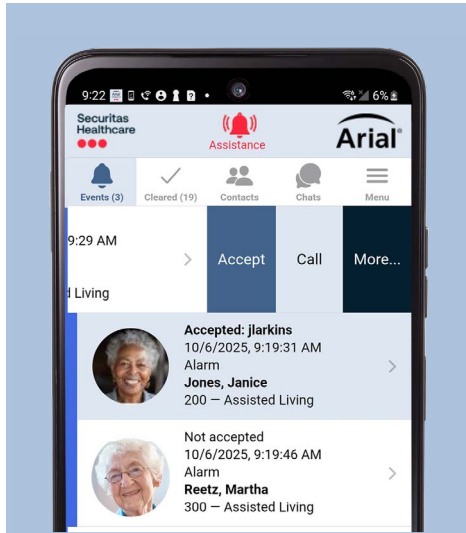 9:22
6%
Securitas
Healthcare
Assistance
Arial®
Events (3)
Cleared (19)
Contacts
Chats
Menu
9:29 AM
d Living
Accept
Call
More...
Accepted: jlarkins
10/6/2025, 9:19:31 AM
Alarm
Jones, Janice
200 — Assisted Living
Not accepted
10/6/2025, 9:19:46 AM
Alarm
Reetz, Martha
300 — Assisted Living